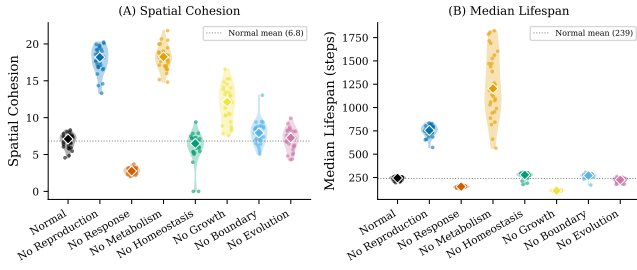 (A) Spatial Cohesion
Normal mean (6.8)
Spatial Cohesion
20
15
10
5
0
Normal
No Reproduction
No Response
No Metabolism
No Homeostasis
No Growth
No Boundary
No Evolution
(B) Median Lifespan
Normal mean (239)
Median Lifespan (steps)
1750
1500
1250
1000
750
500
250
Normal
No Reproduction
No Response
No Metabolism
No Homeostasis
No Growth
No Boundary
No Evolution